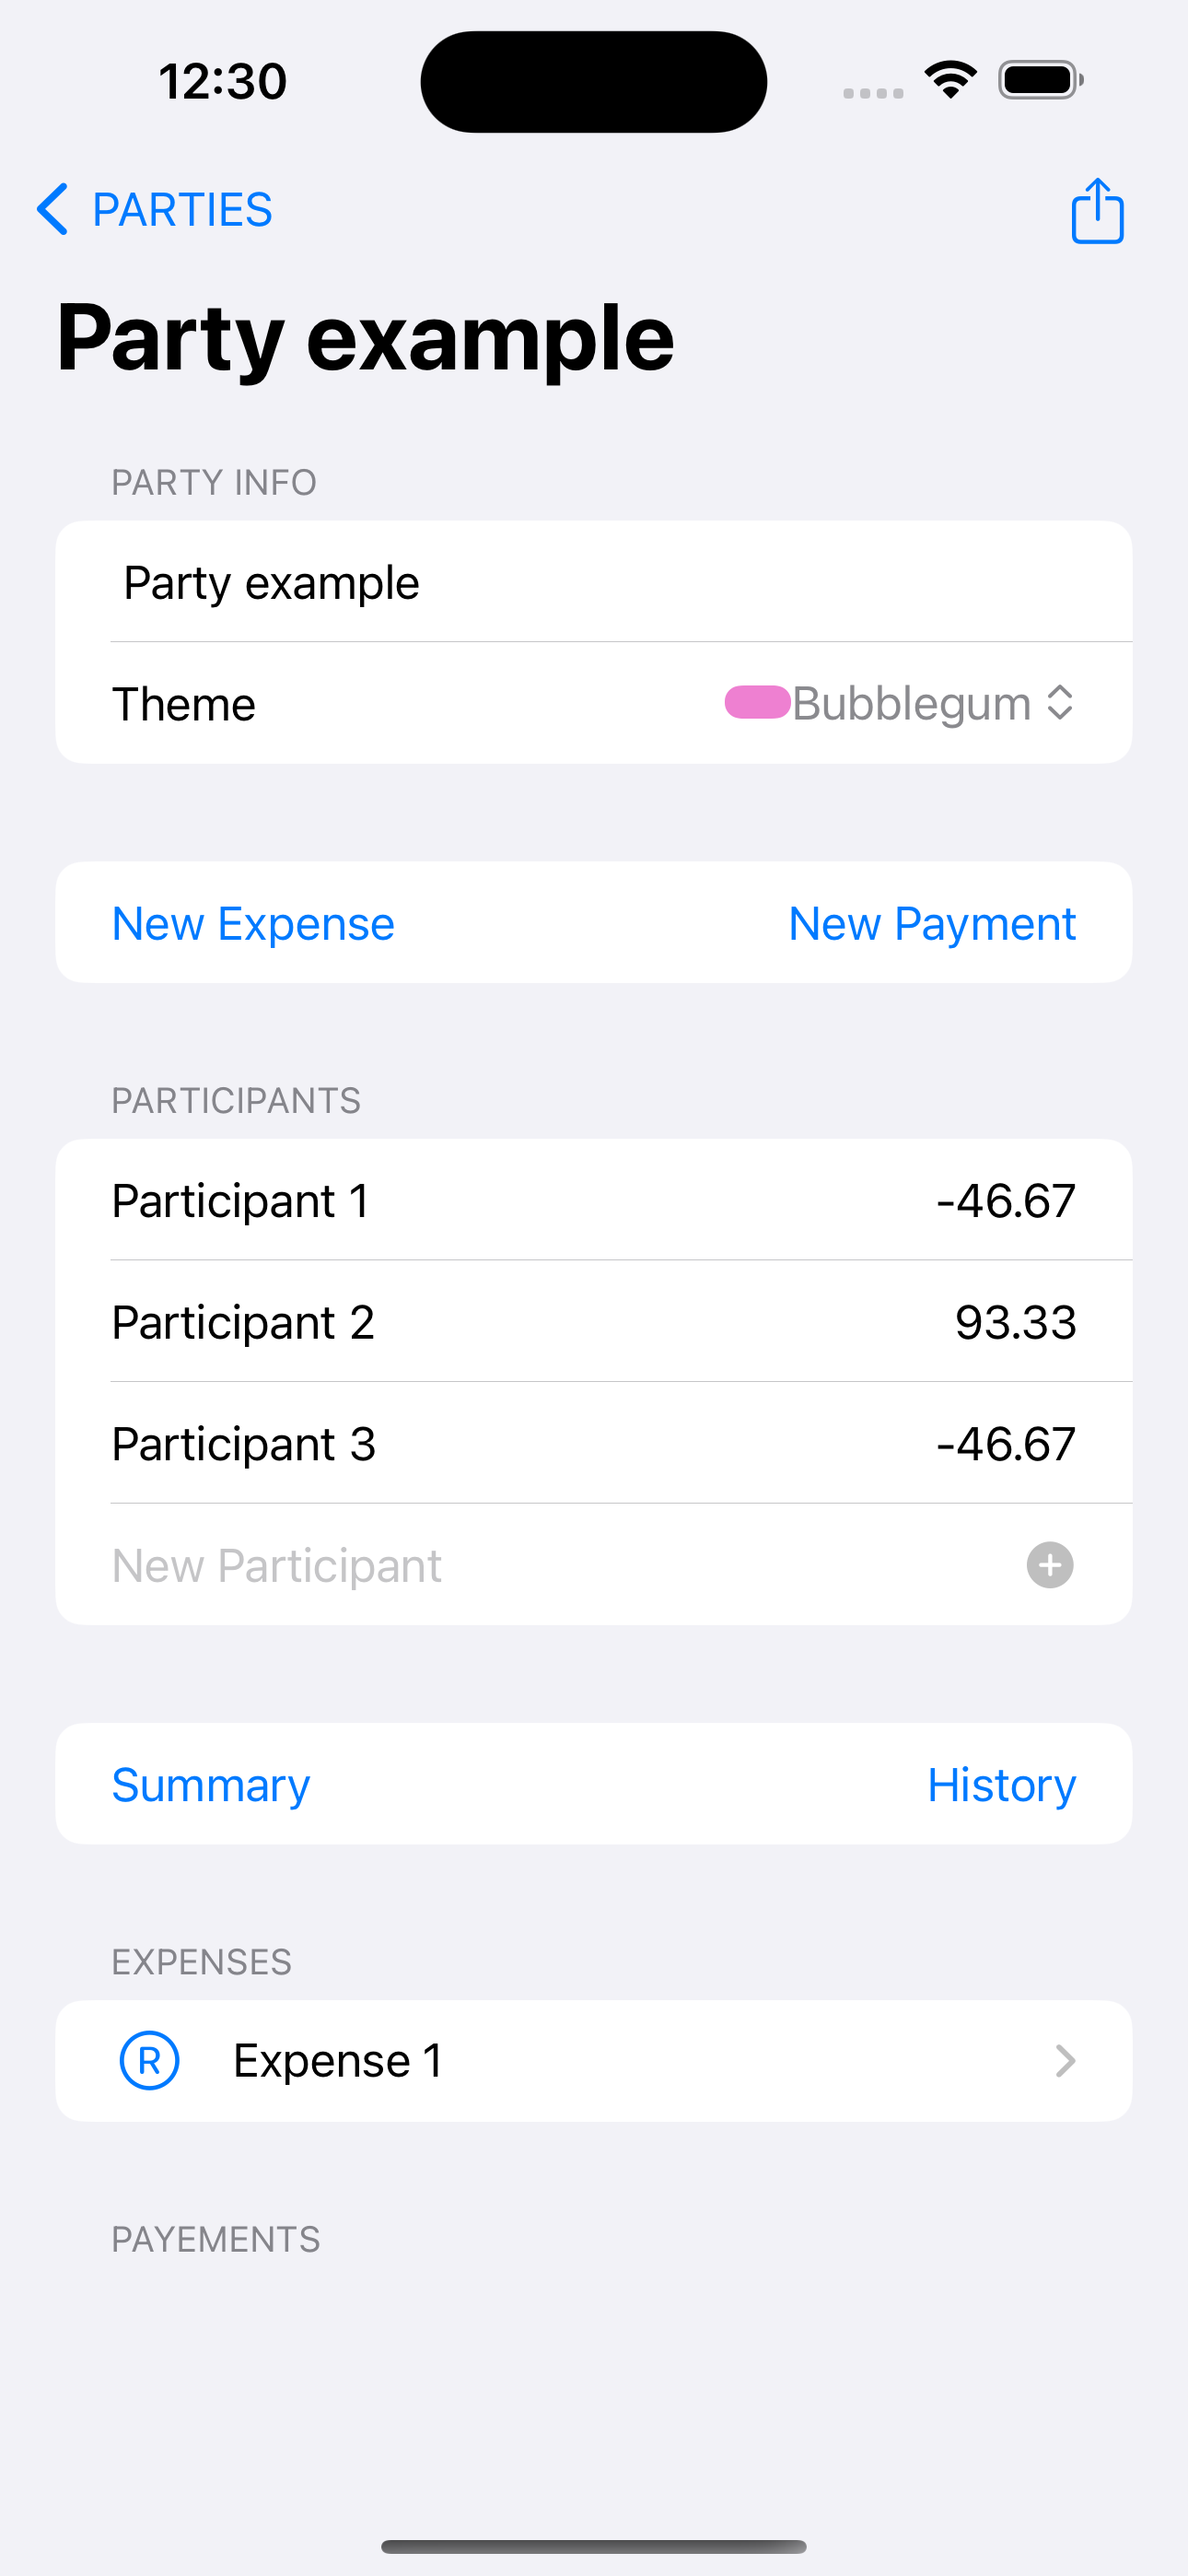 12:30
PARTIES
Party example
PARTY INFO
Party example
Theme Bubblegum
New Expense New Payment
PARTICIPANTS
Participant 1 -46.67
Participant 2 93.33
Participant 3 -46.67
New Participant
Summary History
EXPENSES
R Expense 1
PAYEMENTS